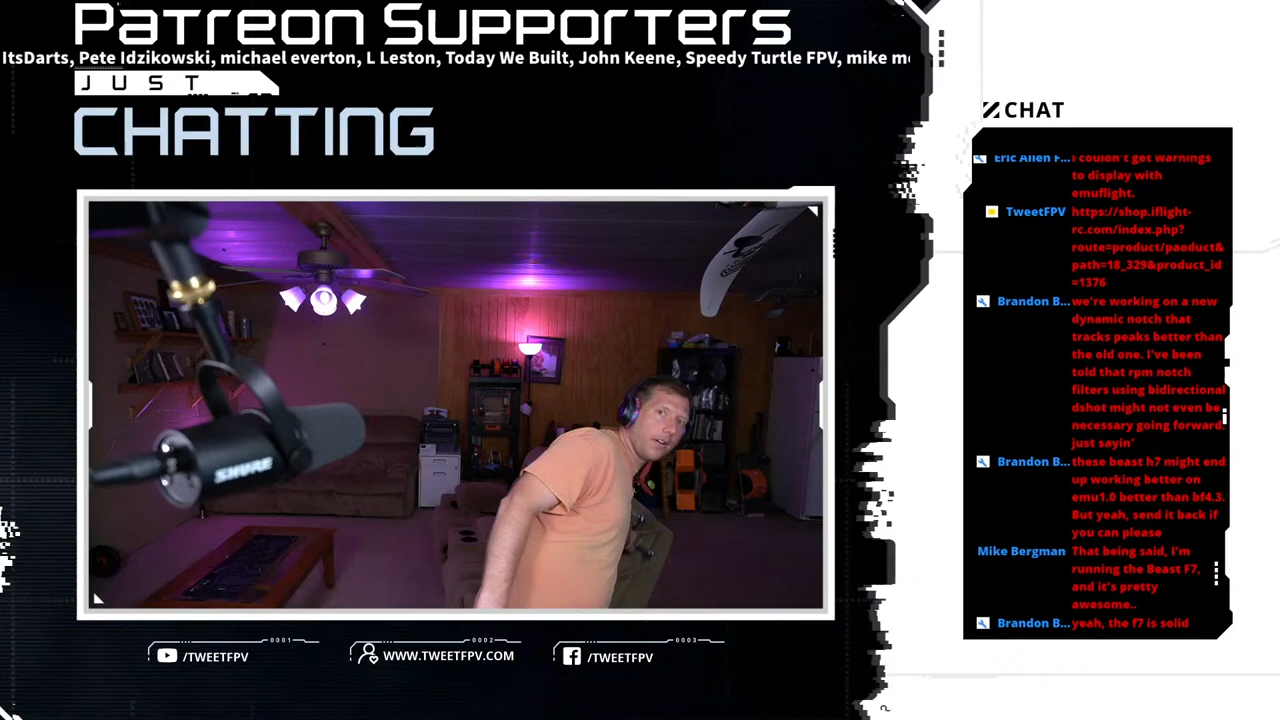 Patreon Supporters
ItsDarts, Pete Idzikowski, michael everton, L Leston, Today We Built, John Keene, Speedy Turtle FPV, mike m
JUST
CHATTING
SHURE
0001
/TWEETFPV
0002
WWW.TWEETFPV.COM
0003
/TWEETFPV
CHAT
Eric Allen F... I couldn't get warnings
to display with
emuflight.
TweetFPV https://shop.iflight-
rc.com/index.php?
route=product/paoduct&
path=18_329&product_id
=1376
Brandon B... we're working on a new
dynamic notch that
tracks peaks better than
the old one. I've been
told that rpm notch
filters using bidirectional
dshot might not even be
necessary going forward.
just sayin'
Brandon B... these beast h7 might end
up working better on
emu1.0 better than bf4.3.
But yeah, send it back if
you can please
Mike Bergman That being said, I'm
running the Beast F7,
and it's pretty
awesome..
Brandon B... yeah, the f7 is solid